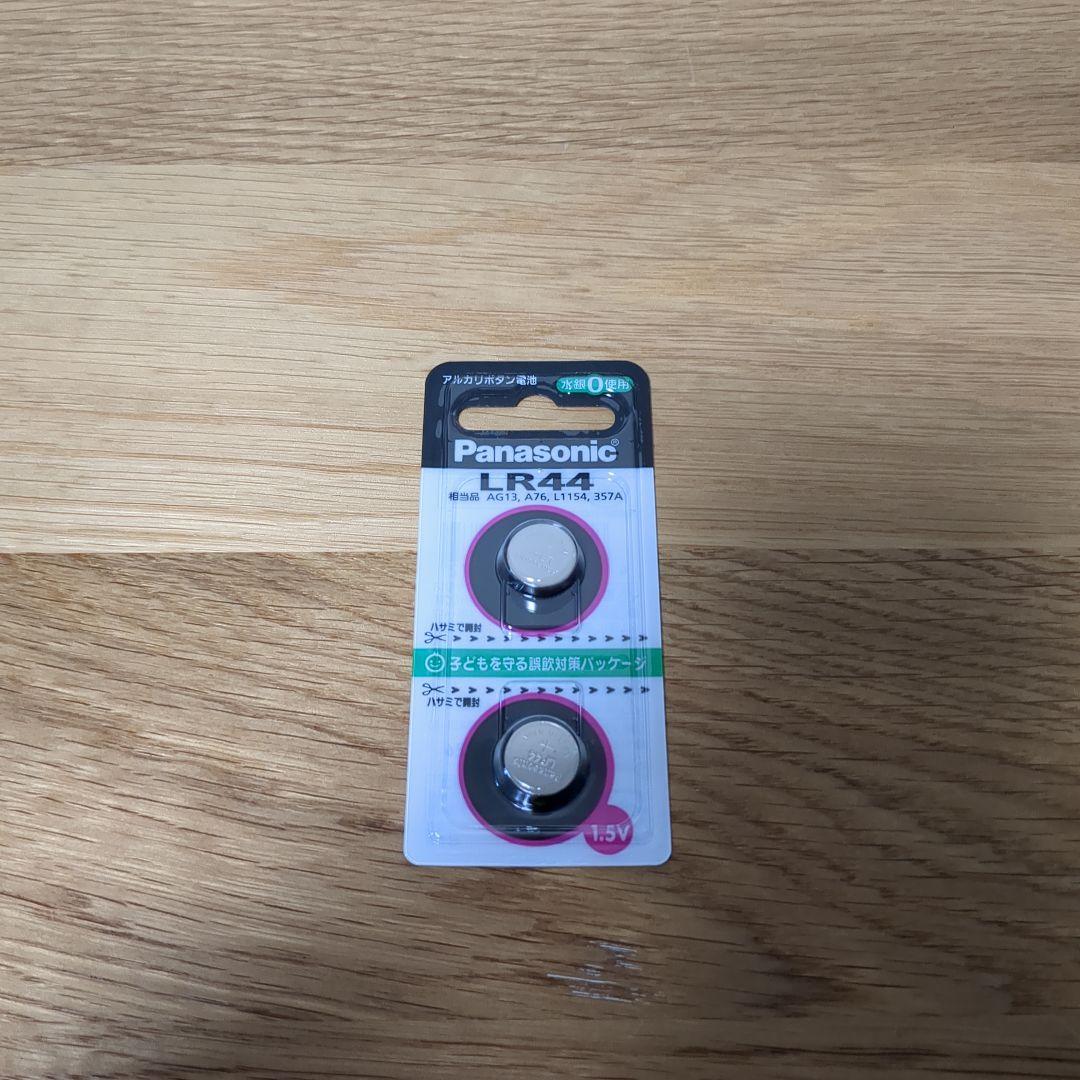 アルカリボタン電池
水銀0使用
Panasonic®
LR44
相当品 AG13, A76, L1154, 357A
ハサミで開封
子どもを守る誤飲対策パッケージ
ハサミで開封
+
LR44
Panasonic
1.5V